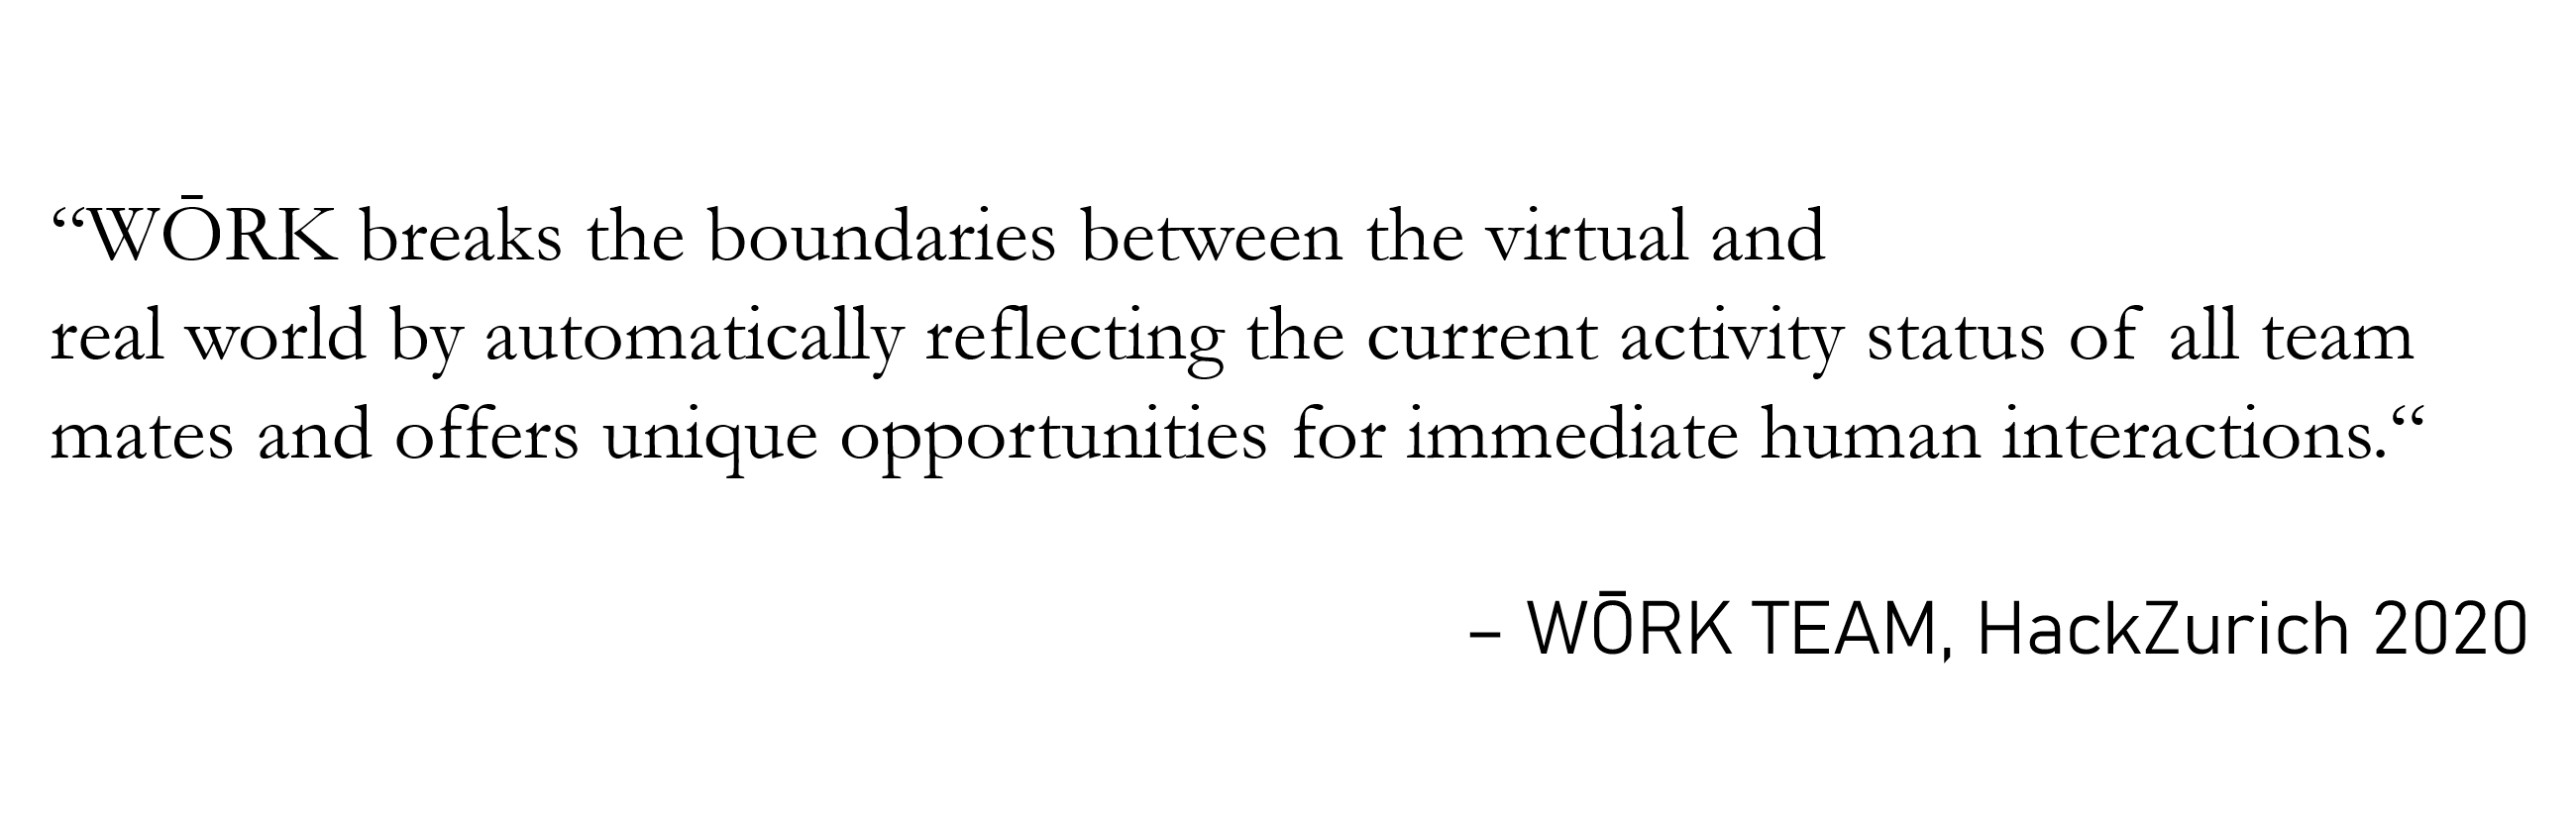 “WŌRK breaks the boundaries between the virtual and
real world by automatically reflecting the current activity status of all team
mates and offers unique opportunities for immediate human interactions.“
– WŌRK TEAM, HackZurich 2020